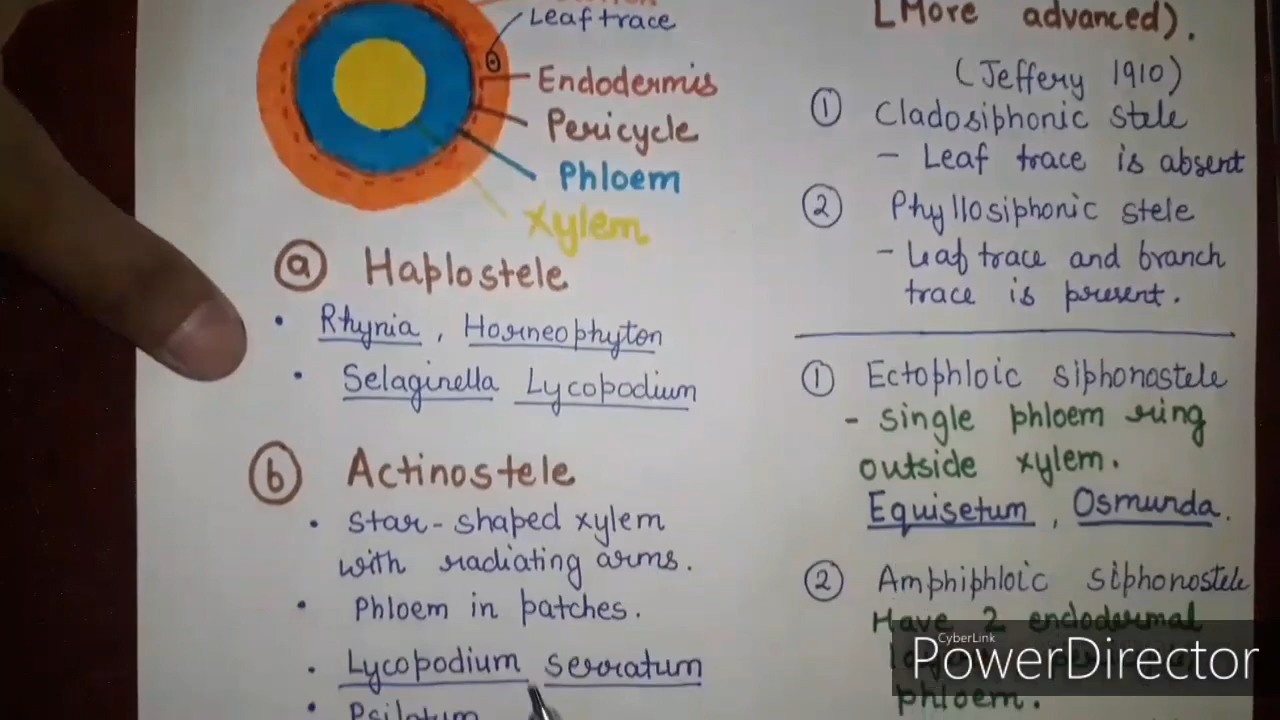 Leaf trace
Endodermis
Pericycle
Phloem
Xylem
a Haplostele
• Rhynia, Horneophyton
• Selaginella Lycopodium
b Actinostele
• Star-shaped xylem
with radiating arms.
• Phloem in patches.
• Lycopodium serratum
• Psilotum
[More advanced).
(Jeffery 1910)
① Cladosiphonic stele
- Leaf trace is absent
② Phyllosiphonic stele
- Leaf trace and branch
trace is present.
① Ectophloic siphonostele
- Single phloem ring
outside xylem.
Equisetum, Osmunda.
② Amphiphloic siphonostele
Have 2 endodermal
phloem.
CyberLink
PowerDirector